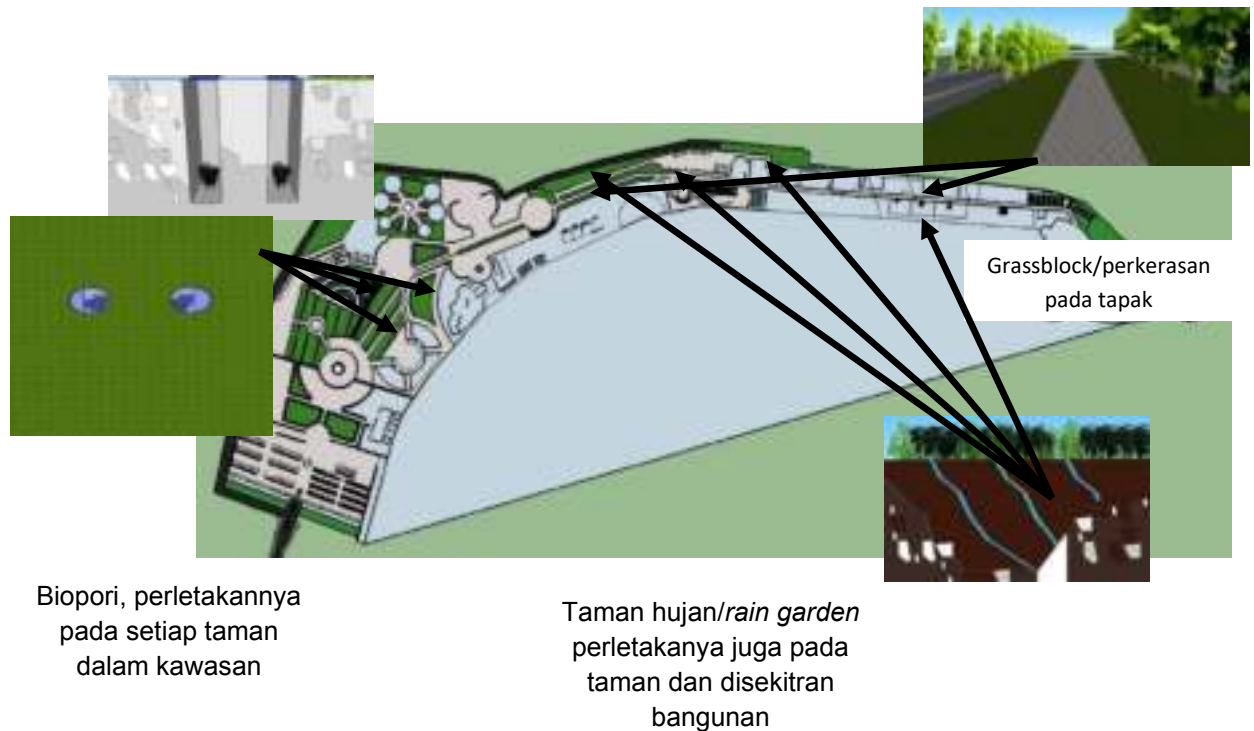 Grassblock/perkerasan
pada tapak
Biopori, perletakannya
pada setiap taman
dalam kawasan
Taman hujan/rain garden
perletakanya juga pada
taman dan disekitran
bangunan